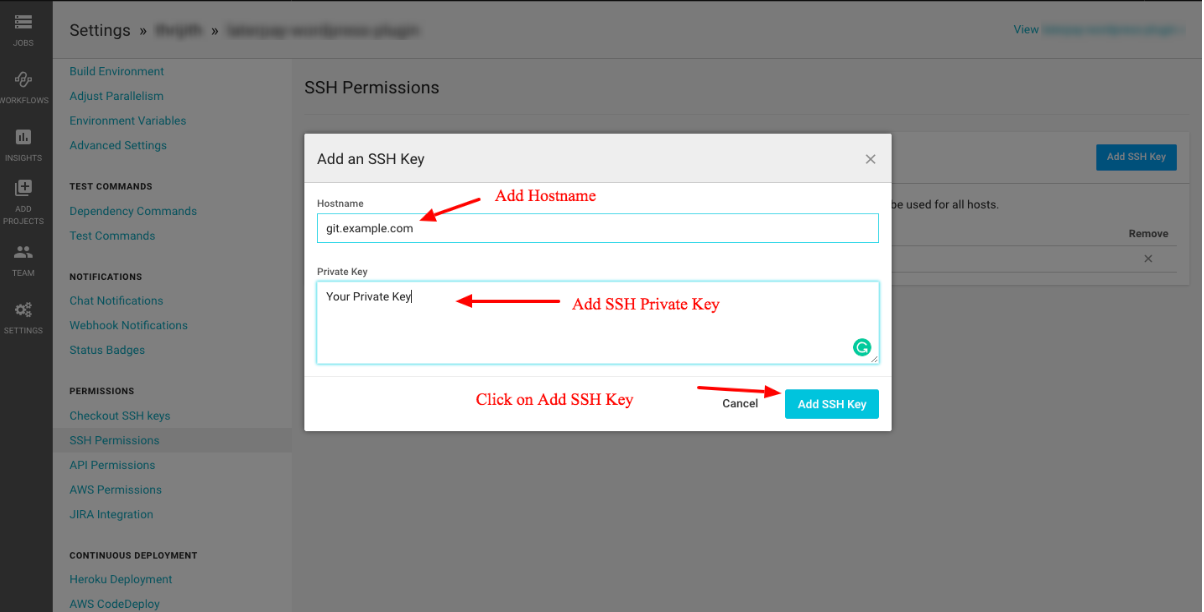 JOBS
WORKFLOWS
INSIGHTS
ADD
PROJECTS
TEAM
SETTINGS
Settings » »
View
Build Environment
Adjust Parallelism
Environment Variables
Advanced Settings
TEST COMMANDS
Dependency Commands
Test Commands
NOTIFICATIONS
Chat Notifications
Webhook Notifications
Status Badges
PERMISSIONS
Checkout SSH keys
SSH Permissions
API Permissions
AWS Permissions
JIRA Integration
CONTINUOUS DEPLOYMENT
Heroku Deployment
AWS CodeDeploy
SSH Permissions
Add SSH Key
be used for all hosts.
Remove
Add an SSH Key
Add Hostname
Hostname
git.example.com
Private Key
Your Private Key
Add SSH Private Key
Click on Add SSH Key
Cancel
Add SSH Key